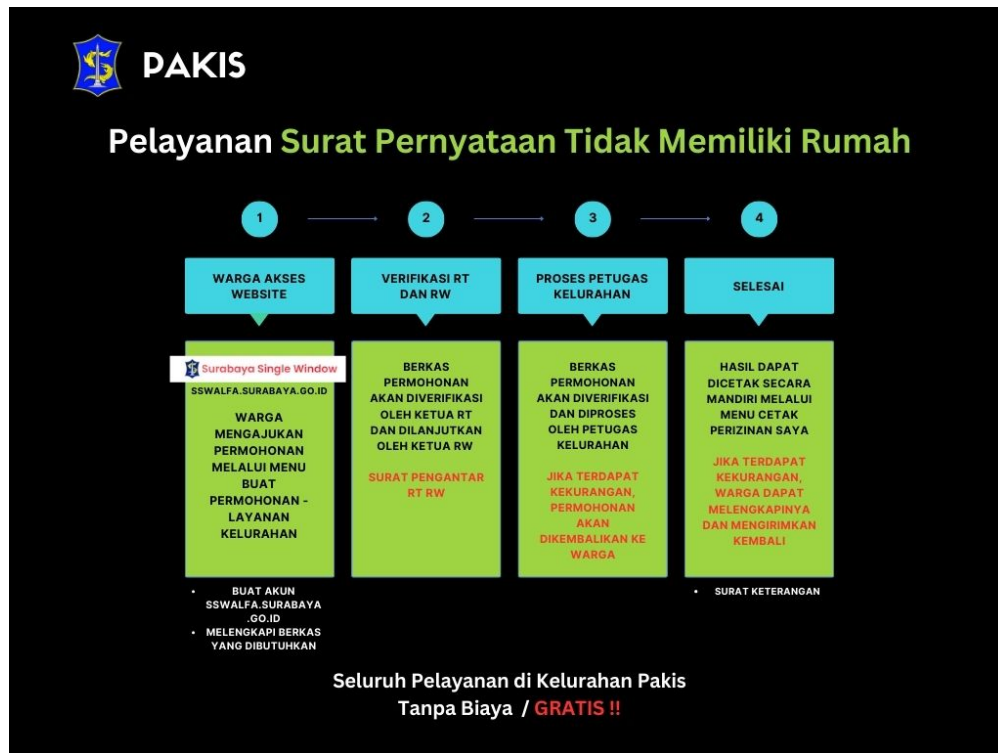 PAKIS
Pelayanan Surat Pernyataan Tidak Memiliki Rumah
1
2
3
4
WARGA AKSES
WEBSITE
VERIFIKASI RT
DAN RW
PROSES PETUGAS
KELURAHAN
SELESAI
Surabaya Single Window
SSWALFA.SURABAYA.GO.ID
WARGA
MENGAJUKAN
PERMOHONAN
MELALUI MENU
BUAT
PERMOHONAN -
LAYANAN
KELURAHAN
BERKAS
PERMOHONAN
AKAN DIVERIFIKASI
OLEH KETUA RT
DAN DILANJUTKAN
OLEH KETUA RW
SURAT PENGANTAR
RT RW
BERKAS
PERMOHONAN
AKAN DIVERIFIKASI
DAN DIPROSES
OLEH PETUGAS
KELURAHAN
JIKA TERDAPAT
KEKURANGAN,
PERMOHONAN
AKAN
DIKEMBALIKAN KE
WARGA
HASIL DAPAT
DICETAK SECARA
MANDIRI MELALUI
MENU CETAK
PERIZINAN SAYA
JIKA TERDAPAT
KEKURANGAN,
WARGA DAPAT
MELENGKAPINYA
DAN MENGIRIMKAN
KEMBALI
• BUAT AKUN
SSWALFA.SURABAYA
.GO.ID
• MELENGKAPI BERKAS
YANG DIBUTUHKAN
• SURAT KETERANGAN
Seluruh Pelayanan di Kelurahan Pakis
Tanpa Biaya / GRATIS !!